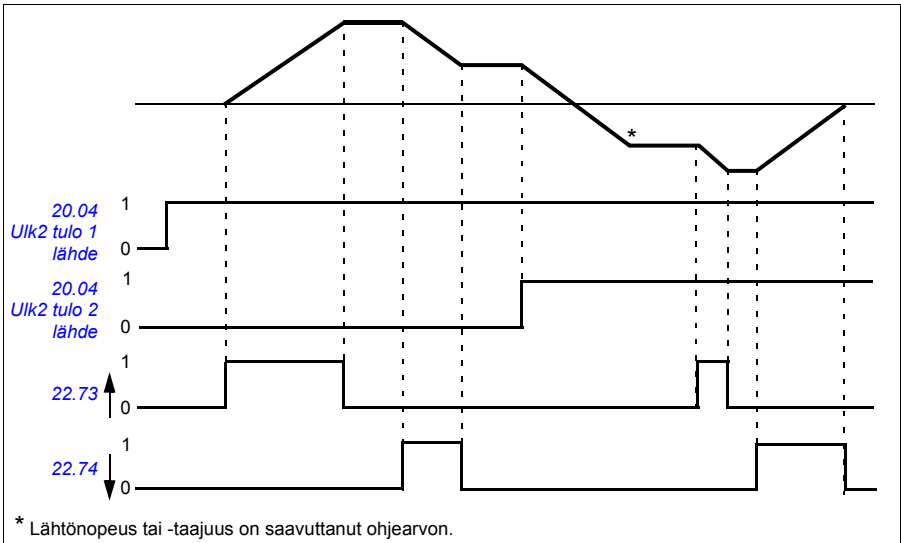 *
20.04
Ulk2 tulo 1
lähde
1
0
20.04
Ulk2 tulo 2
lähde
1
0
22.73
1
0
22.74
1
0
* Lähtönopeus tai -taajuus on saavuttanut ohjearvon.